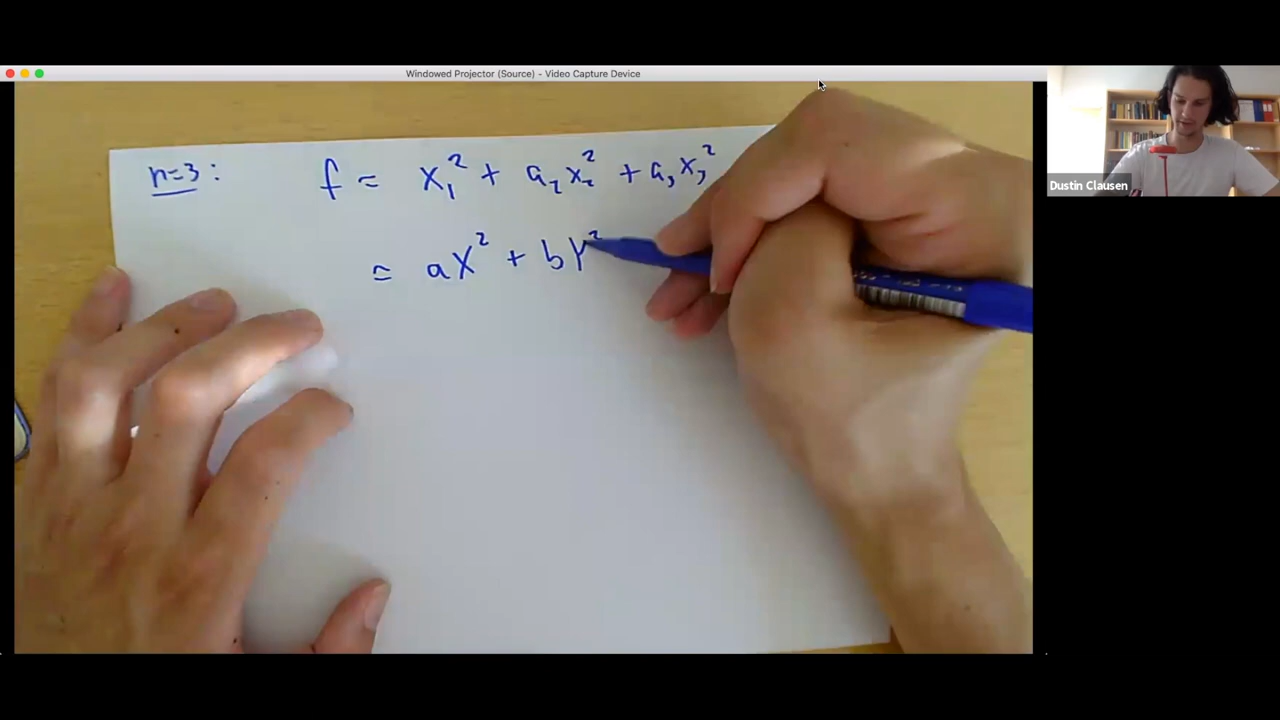 Windowed Projector (Source) - Video Capture Device
n=3: f = x₁² + a₂x₂² + a₃x₃²
= aX² + bY²
Dustin Clausen